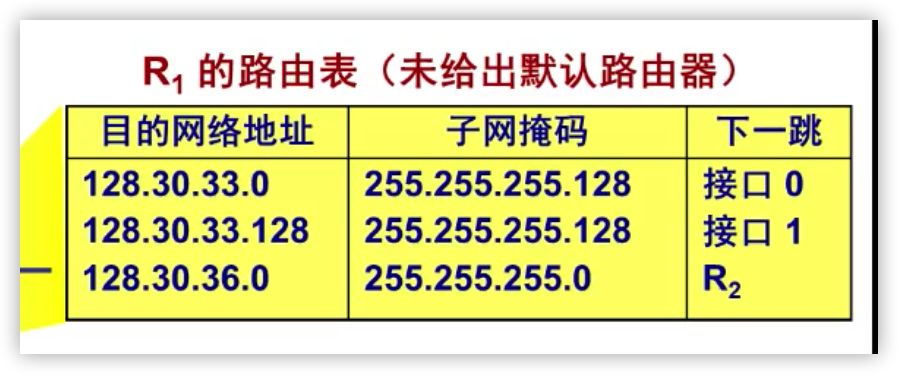 R₁ 的路由表（未给出默认路由器）
目的网络地址 子网掩码 下一跳
128.30.33.0 255.255.255.128 接口 0
128.30.33.128 255.255.255.128 接口 1
128.30.36.0 255.255.255.0 R₂